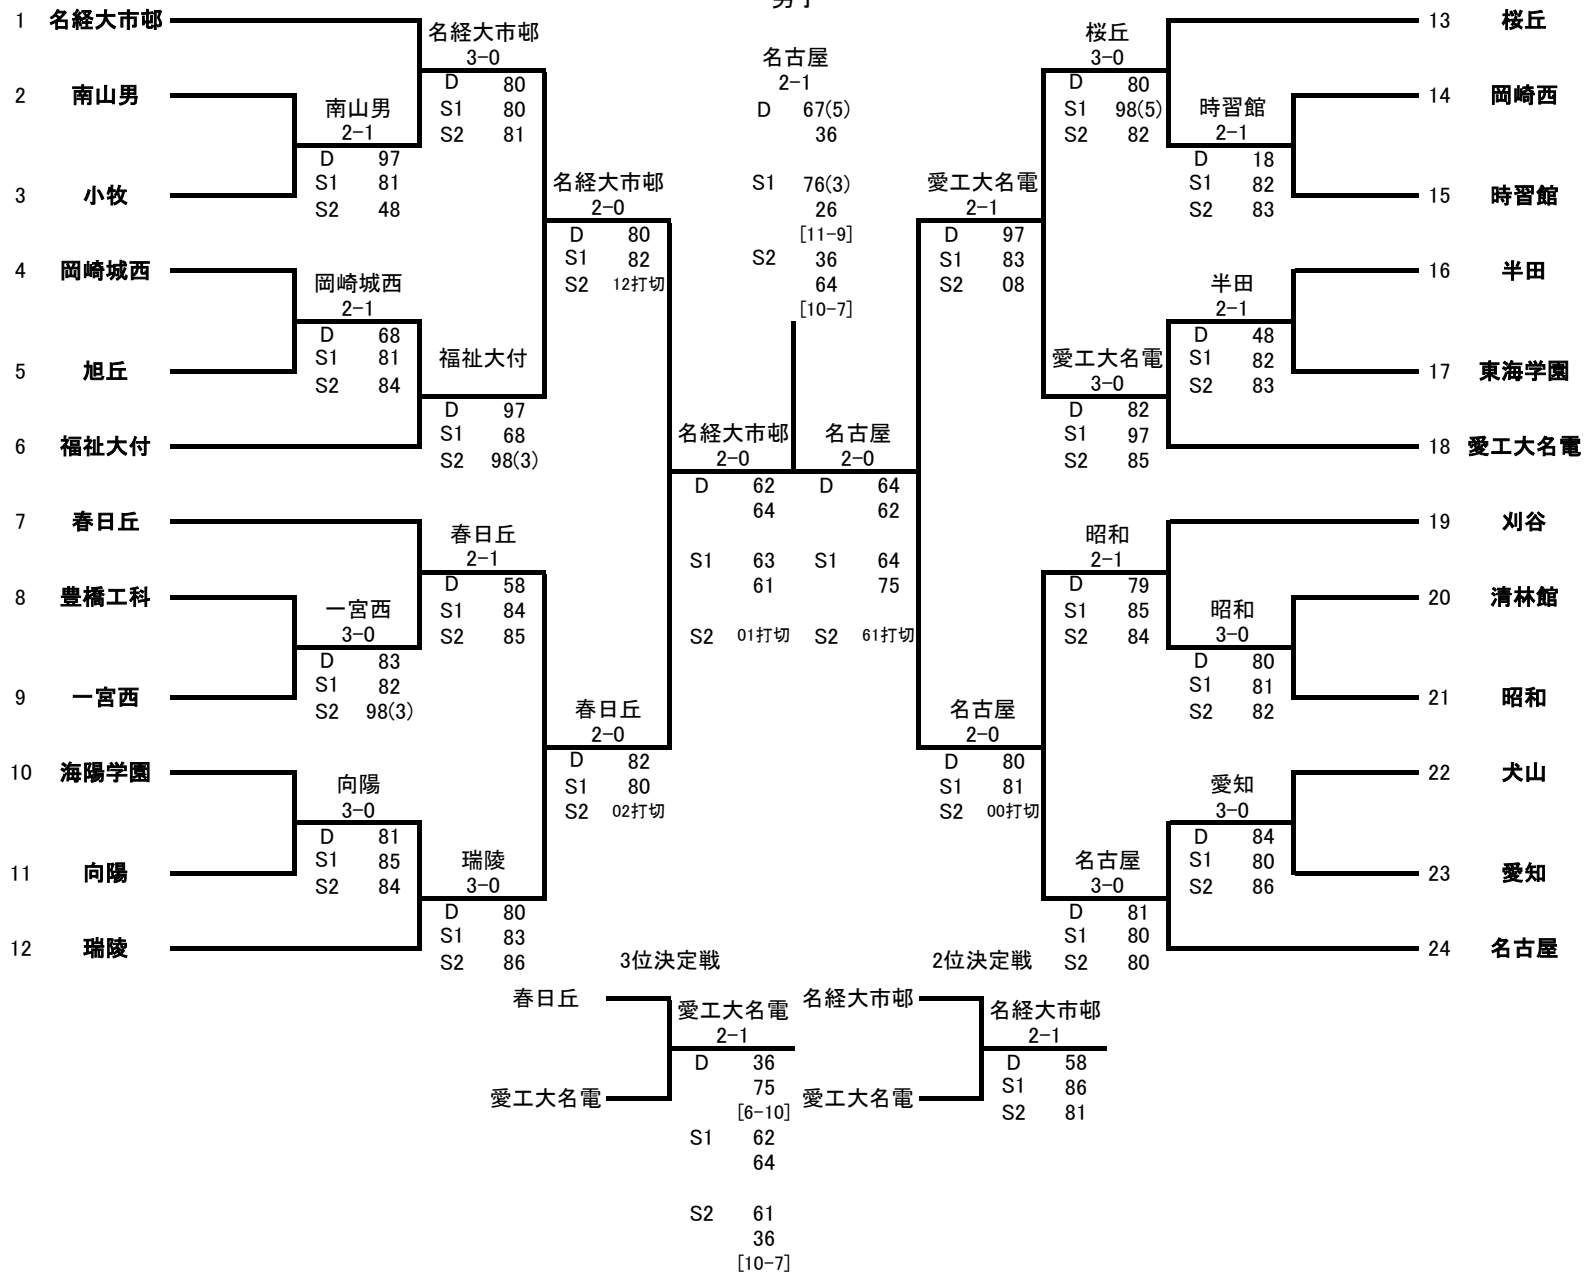 1 名経大市邨
2 南山男
3 小牧
4 岡崎城西
5 旭丘
6 福祉大付
7 春日丘
8 豊橋工科
9 一宮西
10 海陽学園
11 向陽
12 瑞陵
南山男
2-1
D 97
S1 81
S2 48
岡崎城西
2-1
D 68
S1 81
S2 84
一宮西
3-0
D 83
S1 82
S2 98(3)
向陽
3-0
D 81
S1 85
S2 84
名経大市邨
3-0
D 80
S1 80
S2 81
福祉大付
D 97
S1 68
S2 98(3)
春日丘
2-1
D 58
S1 84
S2 85
瑞陵
3-0
D 80
S1 83
S2 86
名経大市邨
2-0
D 80
S1 82
S2 12打切
春日丘
2-0
D 82
S1 80
S2 02打切
名経大市邨
2-0
D 62
64
S1 63
61
S2 01打切
名古屋
2-1
D 67(5)
36
S1 76(3)
26
[11-9]
S2 36
64
[10-7]
名古屋
2-0
D 64
62
S1 64
75
S2 61打切
愛工大名電
2-1
D 97
S1 83
S2 08
名古屋
2-0
D 80
S1 81
S2 00打切
桜丘
3-0
D 80
S1 98(5)
S2 82
愛工大名電
3-0
D 82
S1 97
S2 85
昭和
2-1
D 79
S1 85
S2 84
名古屋
3-0
D 81
S1 80
S2 80
時習館
2-1
D 18
S1 82
S2 83
半田
2-1
D 48
S1 82
S2 83
昭和
3-0
D 80
S1 81
S2 82
愛知
3-0
D 84
S1 80
S2 86
13 桜丘
14 岡崎西
15 時習館
16 半田
17 東海学園
18 愛工大名電
19 刈谷
20 清林館
21 昭和
22 犬山
23 愛知
24 名古屋
3位決定戦
春日丘
愛工大名電
愛工大名電
2-1
D 36
75
[6-10]
S1 62
64
S2 61
36
[10-7]
2位決定戦
名経大市邨
愛工大名電
名経大市邨
2-1
D 58
S1 86
S2 81